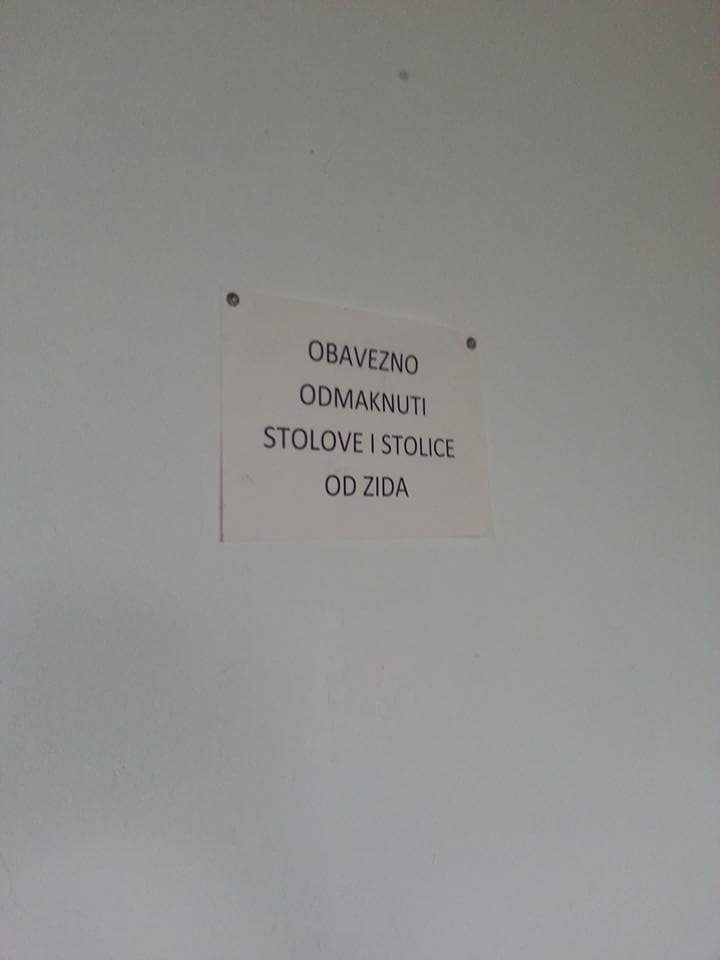 OBAVEZNO
ODMAKNUTI
STOLOVE I STOLICE
OD ZIDA